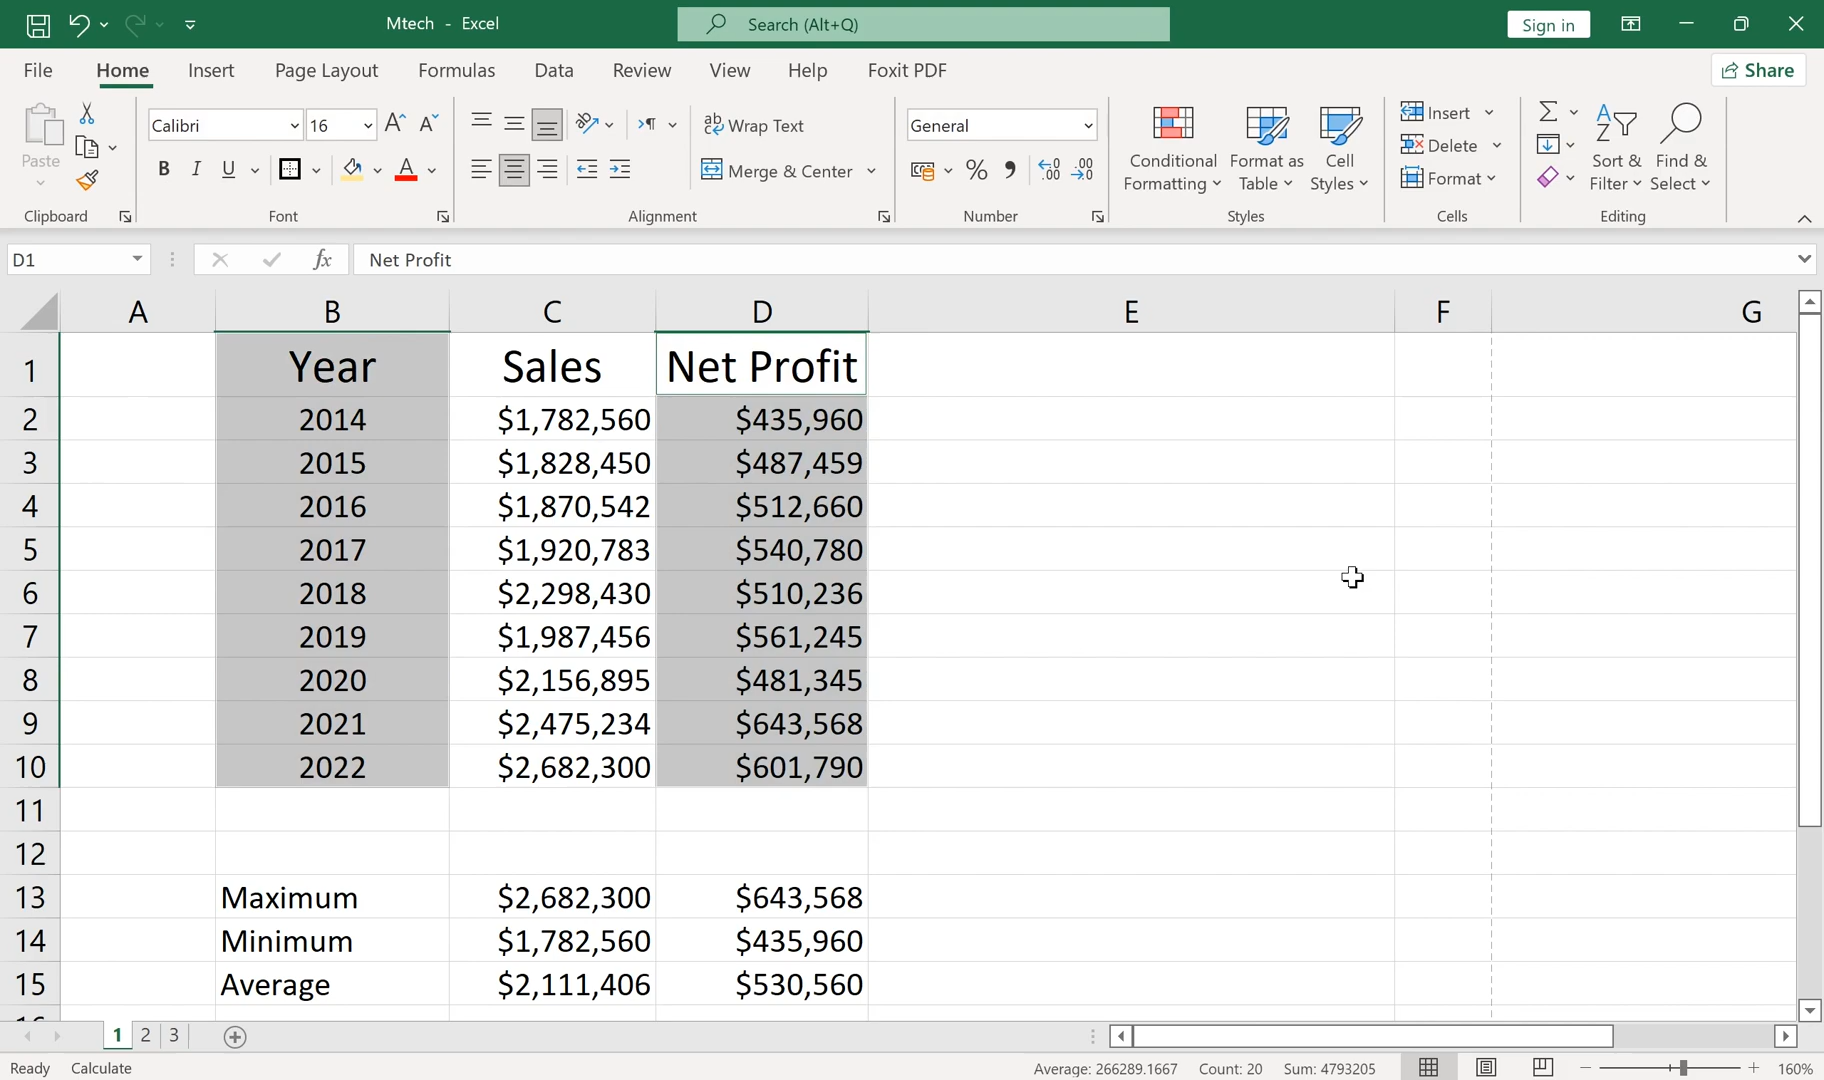 Mtech - Excel
Search (Alt+Q)
Sign in
File Home Insert Page Layout Formulas Data Review View Help Foxit PDF
Share
Paste
Clipboard
Calibri 16
B I U A
Font
Wrap Text
Merge & Center
Alignment
General
% .00 .00
Number
Conditional Formatting
Format as Table
Cell Styles
Styles
Insert
Delete
Format
Cells
Sort & Filter
Find & Select
Editing
D1 fx Net Profit
A B C D E F G
1 Year Sales Net Profit
2 2014 $1,782,560 $435,960
3 2015 $1,828,450 $487,459
4 2016 $1,870,542 $512,660
5 2017 $1,920,783 $540,780
6 2018 $2,298,430 $510,236
7 2019 $1,987,456 $561,245
8 2020 $2,156,895 $481,345
9 2021 $2,475,234 $643,568
10 2022 $2,682,300 $601,790
11
12
13 Maximum $2,682,300 $643,568
14 Minimum $1,782,560 $435,960
15 Average $2,111,406 $530,560
1 2 3
Ready Calculate Average: 266289.1667 Count: 20 Sum: 4793205 160%